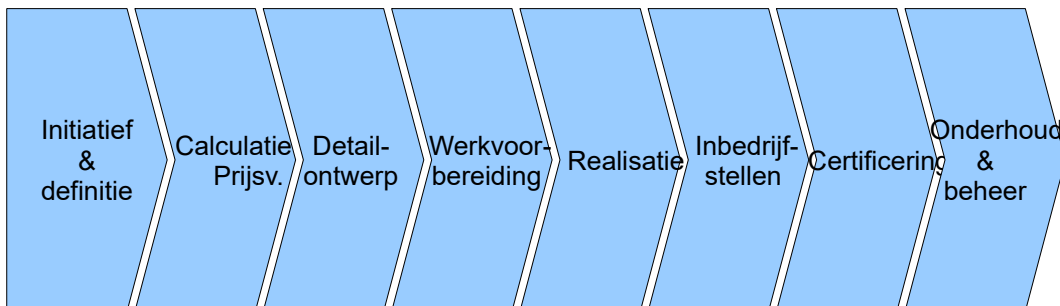 Initiatief
&
definitie
Calculatie
Prijsv.
Detail-
ontwerp
Werkvoor-
bereiding
Realisatie
Inbedrijf-
stellen
Certificering
Onderhoud
&
beheer